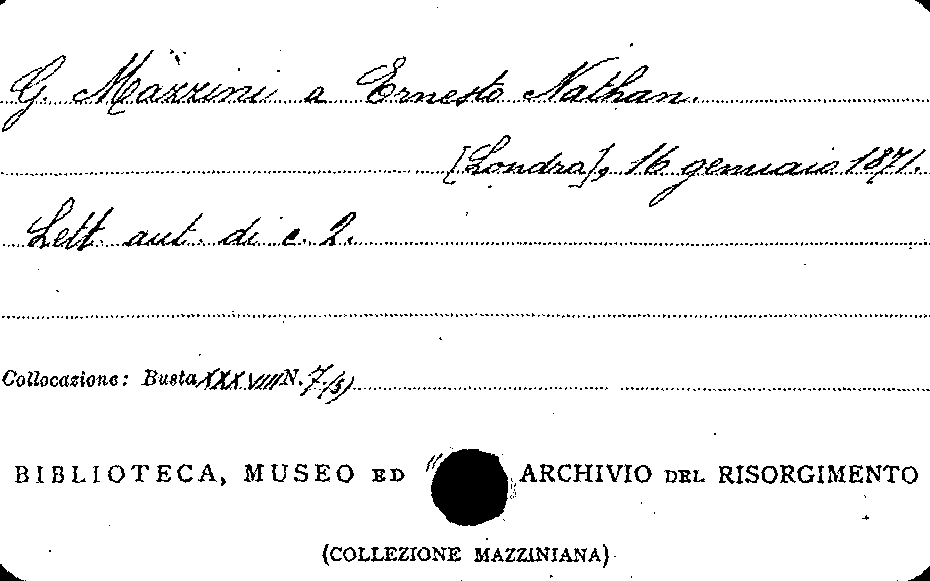 G. Mazzini a Ernesto Nathan.
[Londra], 16 gennaio 1871.
Lett. aut. di c. 2.
Collocazione: Busta XXXVIII N. 7(3)
BIBLIOTECA, MUSEO ED ARCHIVIO DEL RISORGIMENTO
(COLLEZIONE MAZZINIANA)